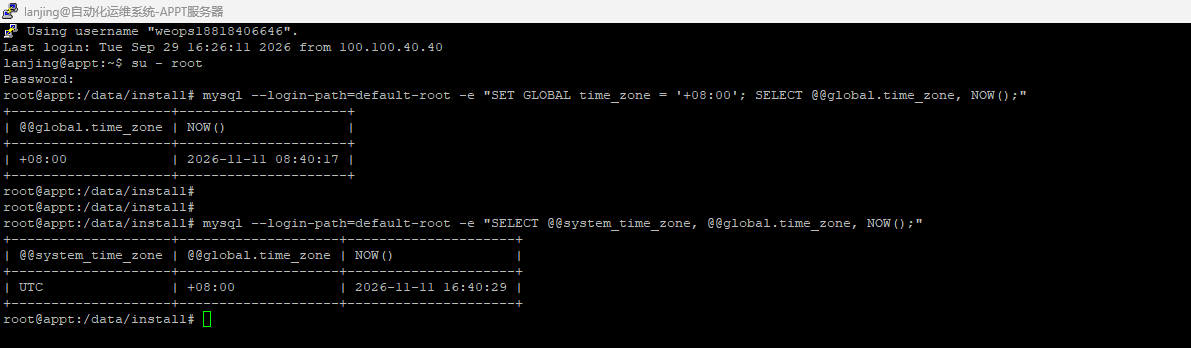 lanjing@自动化运维系统-APPT服务器
Using username "weops18818406646".
Last login: Tue Sep 29 16:26:11 2026 from 100.100.40.40
lanjing@appt:~$ su - root
Password:
root@appt:/data/install# mysql --login-path=default-root -e "SET GLOBAL time_zone = '+08:00'; SELECT @@global.time_zone, NOW();"
+--------------------+---------------------+
| @@global.time_zone | NOW()               |
+--------------------+---------------------+
| +08:00             | 2026-11-11 08:40:17 |
+--------------------+---------------------+
root@appt:/data/install#
root@appt:/data/install#
root@appt:/data/install# mysql --login-path=default-root -e "SELECT @@system_time_zone, @@global.time_zone, NOW();"
+--------------------+--------------------+---------------------+
| @@system_time_zone | @@global.time_zone | NOW()               |
+--------------------+--------------------+---------------------+
| UTC                | +08:00             | 2026-11-11 16:40:29 |
+--------------------+--------------------+---------------------+
root@appt:/data/install#